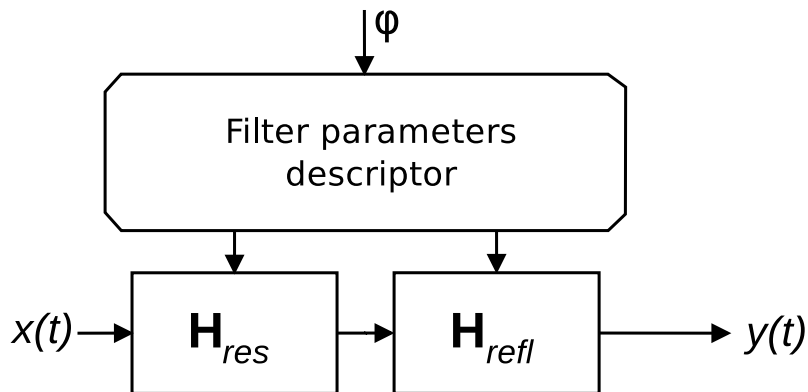 φ
Filter parameters
descriptor
x(t)
H_res
H_refl
y(t)